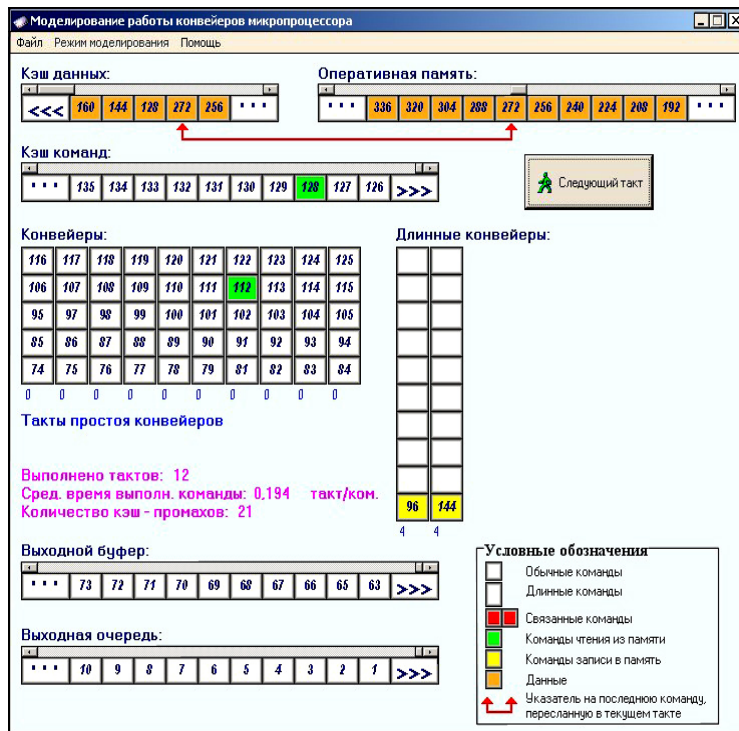 Моделирование работы конвейеров микропроцессора
Файл Режим моделирования Помощь
Кэш данных: Оперативная память:
<<< 160 144 128 272 256 ... ... 336 320 304 288 272 256 240 224 208 192 ...
Кэш команд:
... 135 134 133 132 131 130 129 128 127 126 >>>
Следующий такт
Конвейеры: Длинные конвейеры:
116 117 118 119 120 121 122 123 124 125
106 107 108 109 110 111 112 113 114 115
95 97 98 99 100 101 102 103 104 105
85 86 87 88 89 90 91 92 93 94
74 75 76 77 78 79 81 82 83 84
0 0 0 0 0 0 0 0 0 0
Такты простоя конвейеров
Выполнено тактов: 12
Сред. время выполн. команды: 0,194 такт/ком.
Количество кэш - промахов: 21
96 144
4 4
Выходной буфер:
... 73 72 71 70 69 68 67 66 65 63 >>>
Выходная очередь:
... 10 9 8 7 6 5 4 3 2 1 >>>
Условные обозначения
Обычные команды
Длинные команды
Связанные команды
Команды чтения из памяти
Команды записи в память
Данные
Указатель на последнюю команду,
пересланную в текущем такте